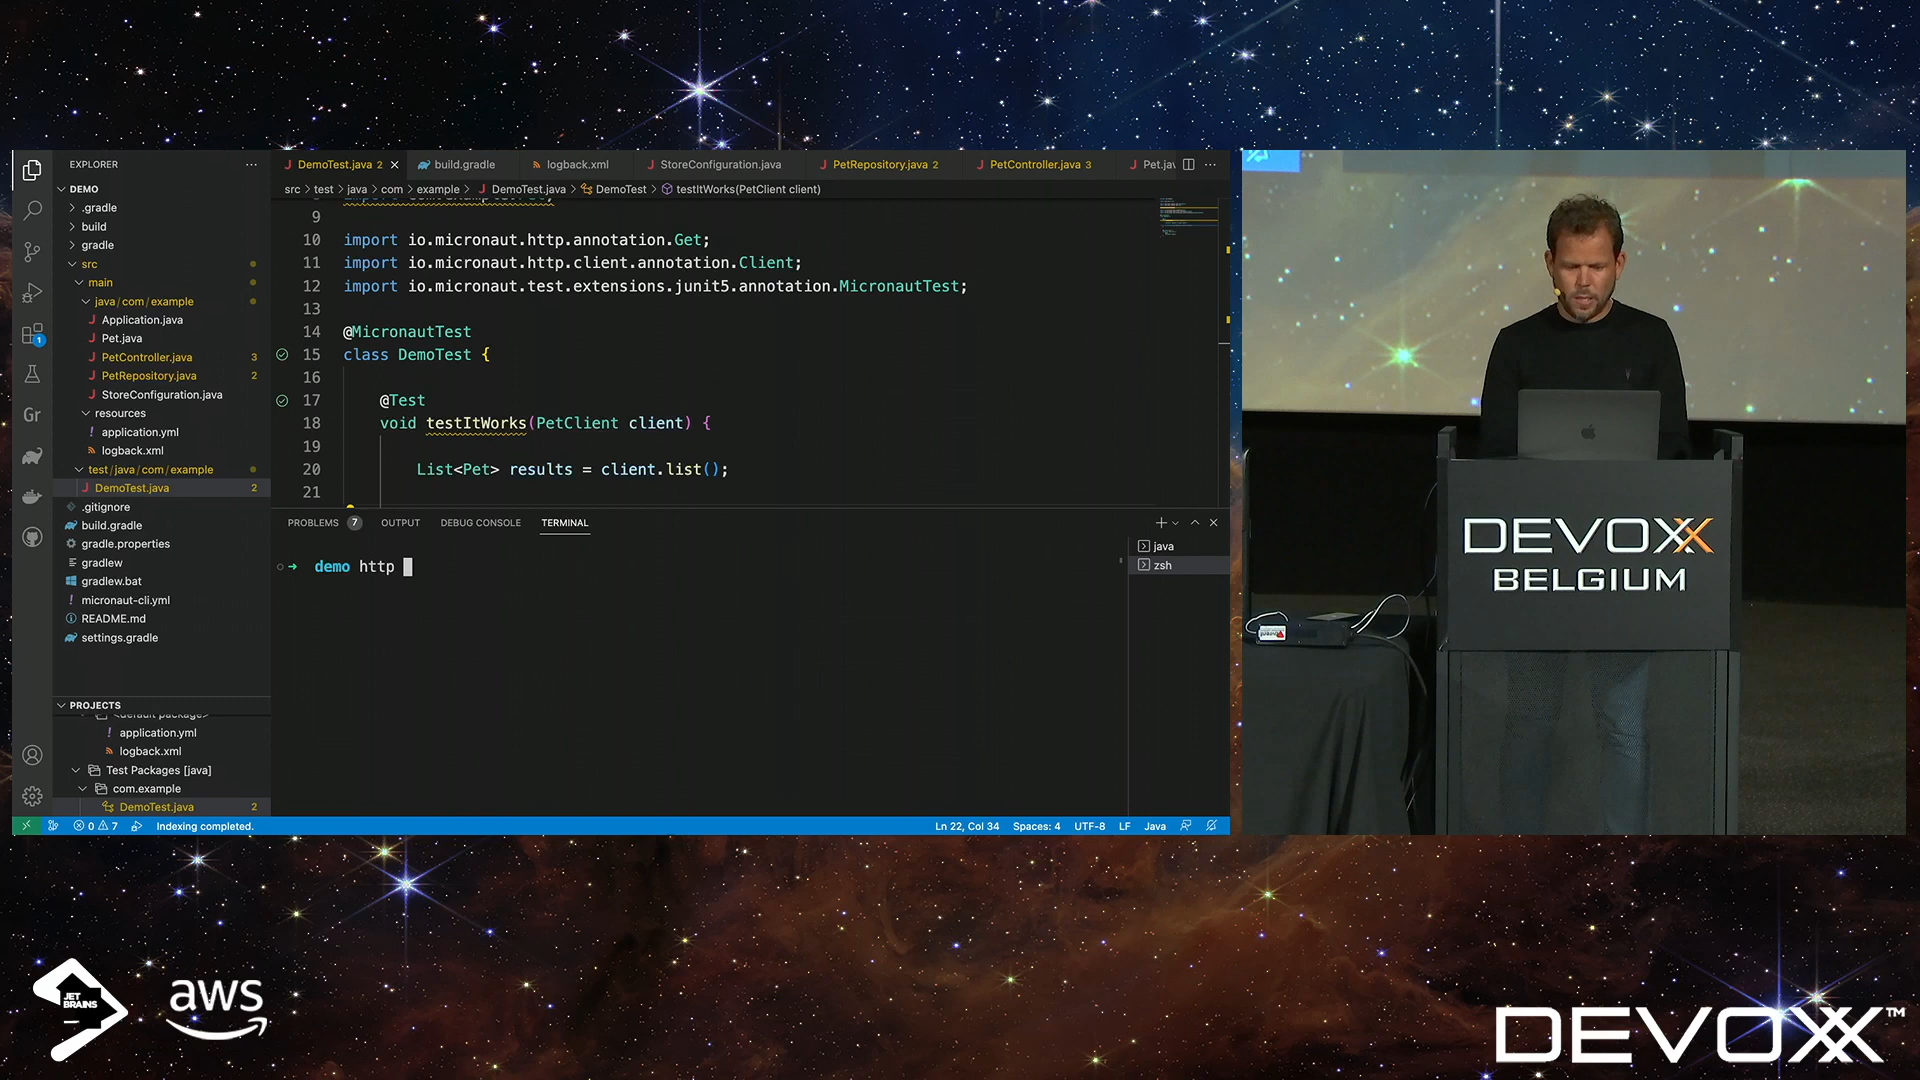 EXPLORER
DEMO
.gradle
build
gradle
src
main
java/com/example
Application.java
Pet.java
PetController.java 3
PetRepository.java 2
StoreConfiguration.java
resources
application.yml
logback.xml
test/java/com/example
DemoTest.java 2
.gitignore
build.gradle
gradle.properties
gradlew
gradlew.bat
micronaut-cli.yml
README.md
settings.gradle
PROJECTS
<default package>
application.yml
logback.xml
Test Packages [java]
com.example
DemoTest.java 2
1
Gr
DemoTest.java 2 build.gradle logback.xml StoreConfiguration.java PetRepository.java 2 PetController.java 3 Pet.jav
src > test > java > com > example > DemoTest.java > DemoTest > testItWorks(PetClient client)
9
10 import io.micronaut.http.annotation.Get;
11 import io.micronaut.http.client.annotation.Client;
12 import io.micronaut.test.extensions.junit5.annotation.MicronautTest;
13
14 @MicronautTest
15 class DemoTest {
16
17 @Test
18 void testItWorks(PetClient client) {
19
20 List<Pet> results = client.list();
21
PROBLEMS 7 OUTPUT DEBUG CONSOLE TERMINAL
demo http
java
zsh
0 7 Indexing completed.
Ln 22, Col 34 Spaces: 4 UTF-8 LF Java
DEVOXX
BELGIUM
JET
BRAINS
aws
DEVOXX™